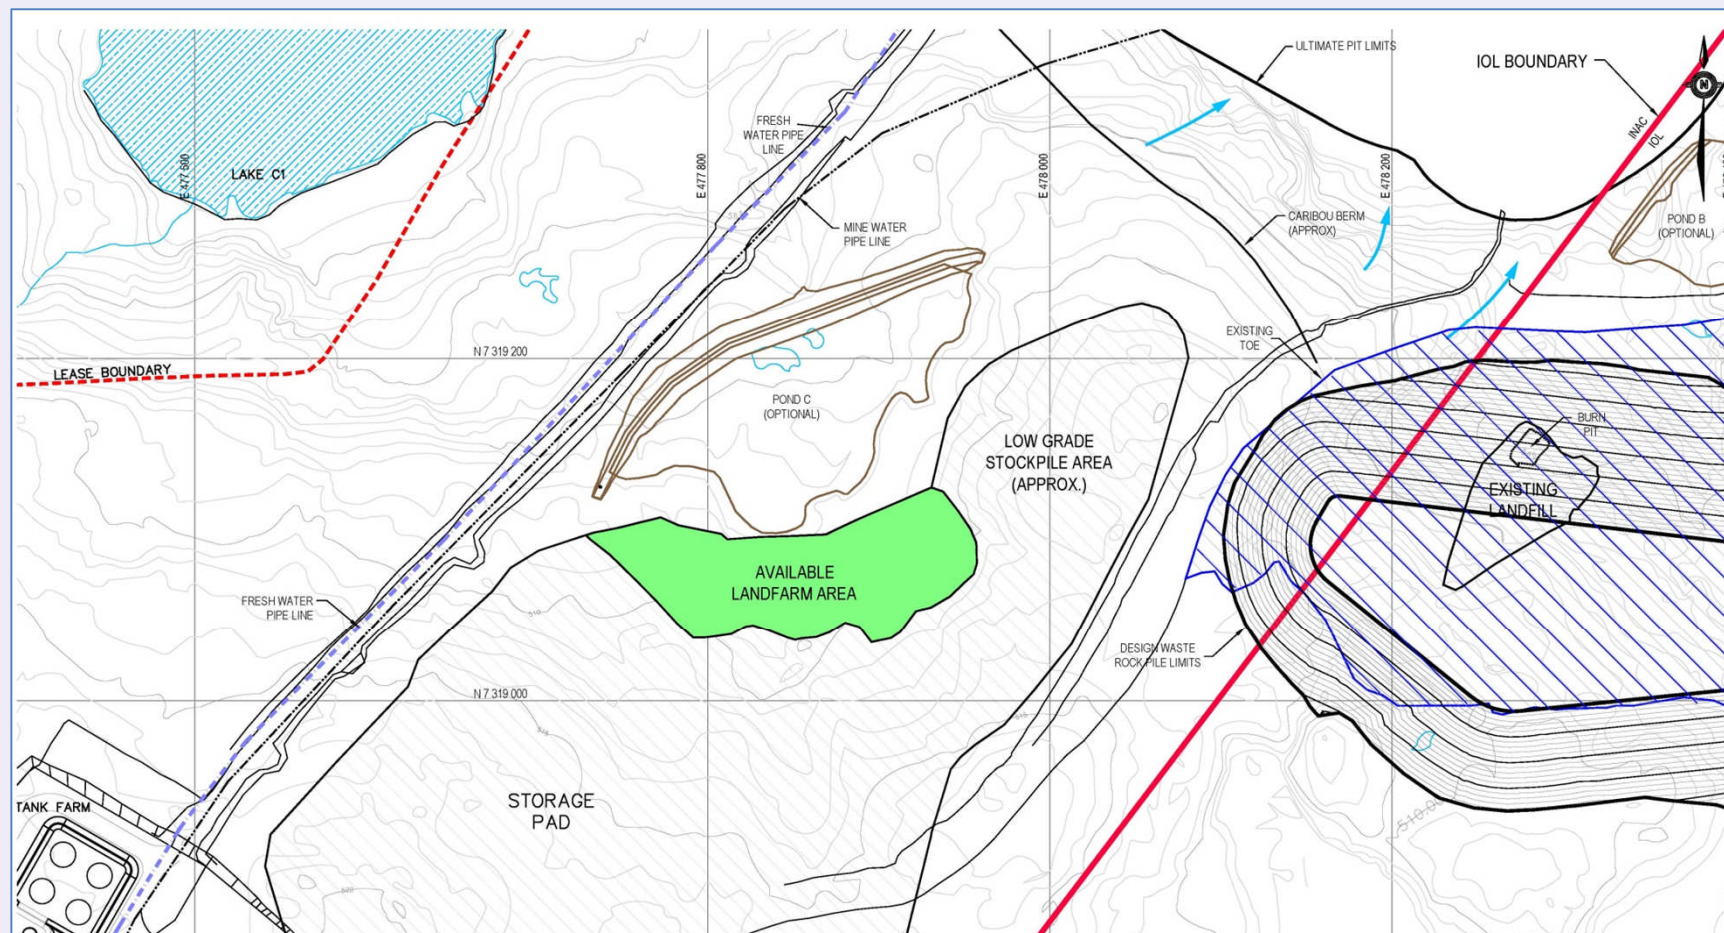 ULTIMATE PIT LIMITS
IOL BOUNDARY
N
INAC
IOL
FRESH
WATER PIPE
LINE
E 477 800
E 478 000
E 478 200
LAKE C1
MINE WATER
PIPE LINE
CARIBOU BERM
(APPROX)
POND B
(OPTIONAL)
EXISTING
TOE
N 7 319 200
LEASE BOUNDARY
POND C
(OPTIONAL)
LOW GRADE
STOCKPILE AREA
(APPROX.)
BURN
PIT
EXISTING
LANDFILL
AVAILABLE
LANDFARM AREA
FRESH WATER
PIPE LINE
510
DESIGN WASTE
ROCK PILE LIMITS
N 7 319 000
515
STORAGE
PAD
TANK FARM
520